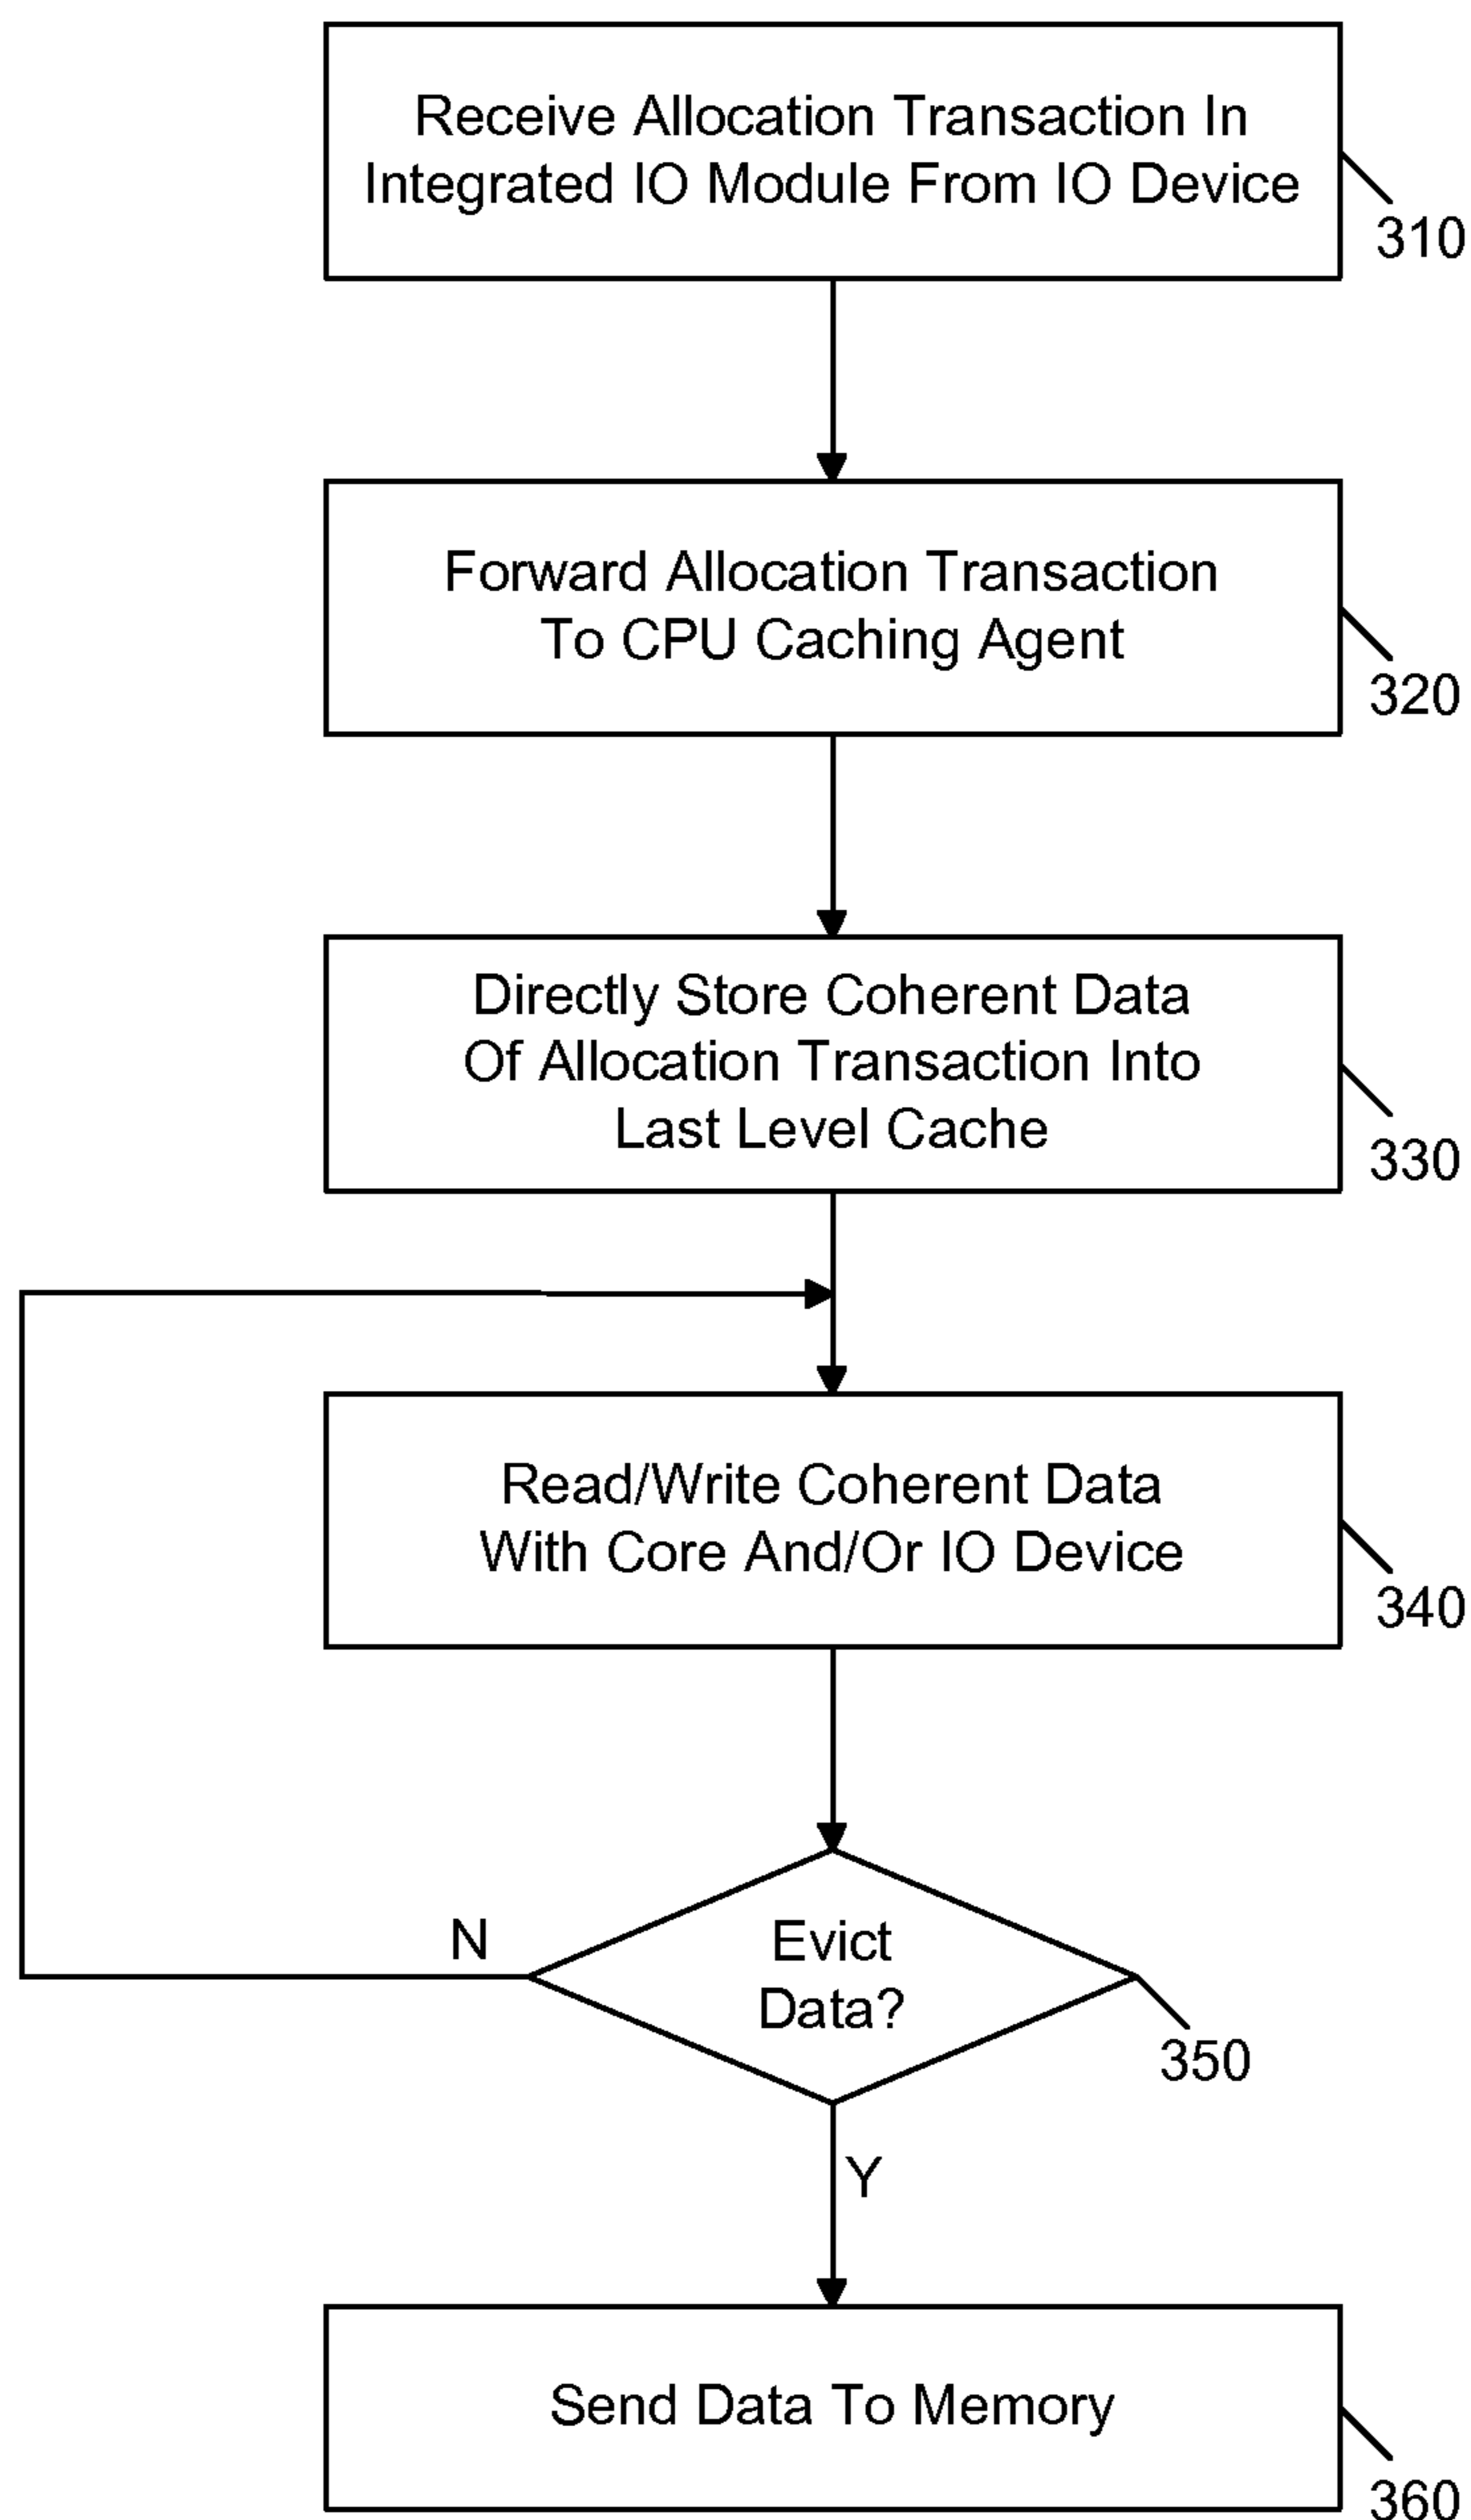 Receive Allocation Transaction In
Integrated IO Module From IO Device
310
Forward Allocation Transaction
To CPU Caching Agent
320
Directly Store Coherent Data
Of Allocation Transaction Into
Last Level Cache
330
Read/Write Coherent Data
With Core And/Or IO Device
340
N
Evict
Data?
350
Y
Send Data To Memory
360